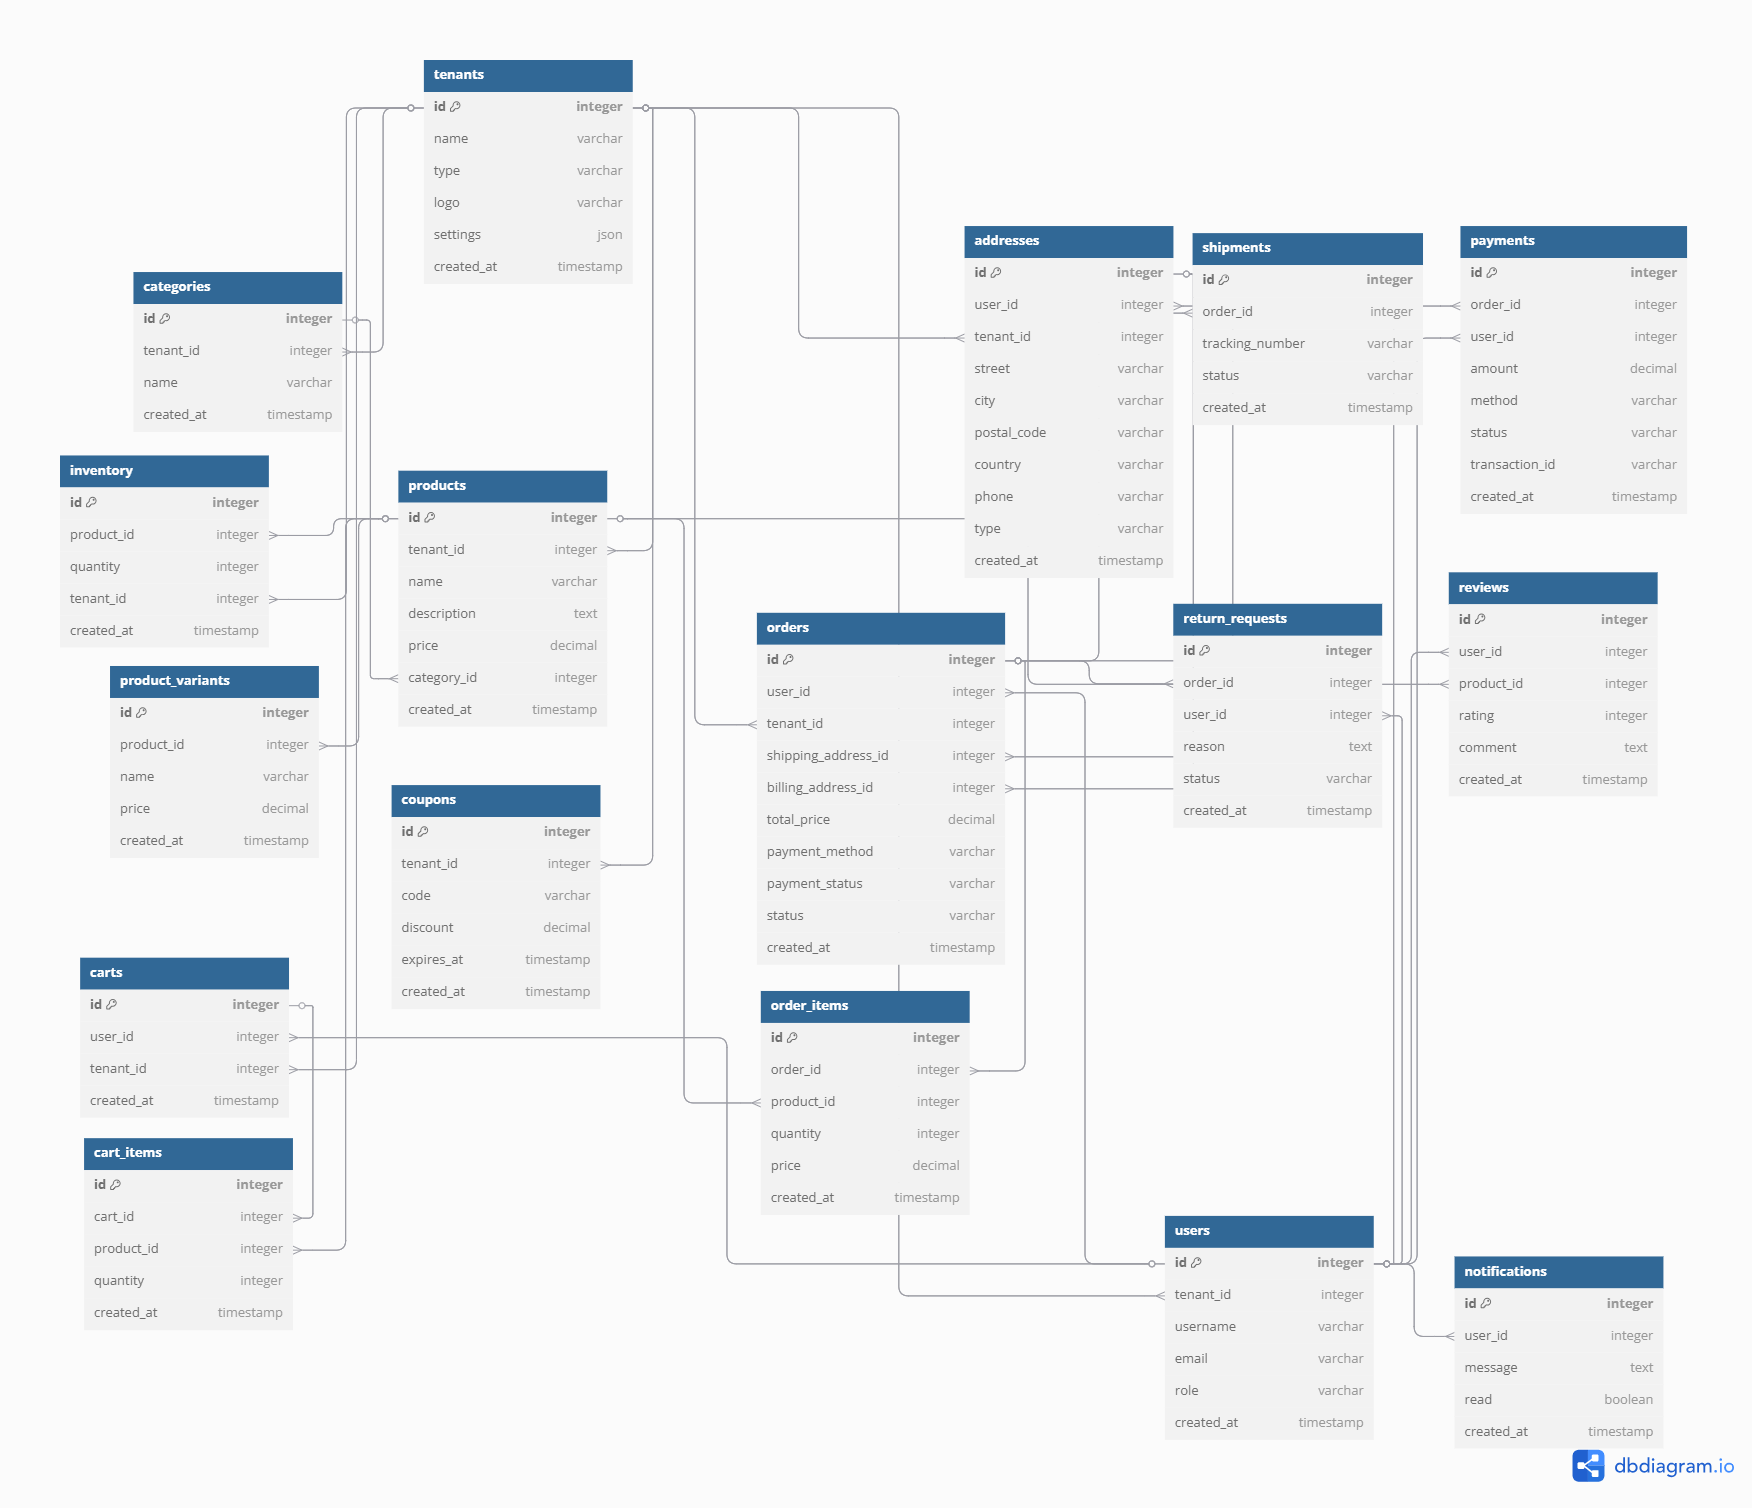 tenants
id integer
name varchar
type varchar
logo varchar
settings json
created_at timestamp
categories
id integer
tenant_id integer
name varchar
created_at timestamp
addresses
id integer
user_id integer
tenant_id integer
street varchar
city varchar
postal_code varchar
country varchar
phone varchar
type varchar
created_at timestamp
shipments
id integer
order_id integer
tracking_number varchar
status varchar
created_at timestamp
payments
id integer
order_id integer
user_id integer
amount decimal
method varchar
status varchar
transaction_id varchar
created_at timestamp
inventory
id integer
product_id integer
quantity integer
tenant_id integer
created_at timestamp
products
id integer
tenant_id integer
name varchar
description text
price decimal
category_id integer
created_at timestamp
product_variants
id integer
product_id integer
name varchar
price decimal
created_at timestamp
orders
id integer
user_id integer
tenant_id integer
shipping_address_id integer
billing_address_id integer
total_price decimal
payment_method varchar
payment_status varchar
status varchar
created_at timestamp
return_requests
id integer
order_id integer
user_id integer
reason text
status varchar
created_at timestamp
reviews
id integer
user_id integer
product_id integer
rating integer
comment text
created_at timestamp
coupons
id integer
tenant_id integer
code varchar
discount decimal
expires_at timestamp
created_at timestamp
carts
id integer
user_id integer
tenant_id integer
created_at timestamp
order_items
id integer
order_id integer
product_id integer
quantity integer
price decimal
created_at timestamp
cart_items
id integer
cart_id integer
product_id integer
quantity integer
created_at timestamp
users
id integer
tenant_id integer
username varchar
email varchar
role varchar
created_at timestamp
notifications
id integer
user_id integer
message text
read boolean
created_at timestamp
dbdiagram.io